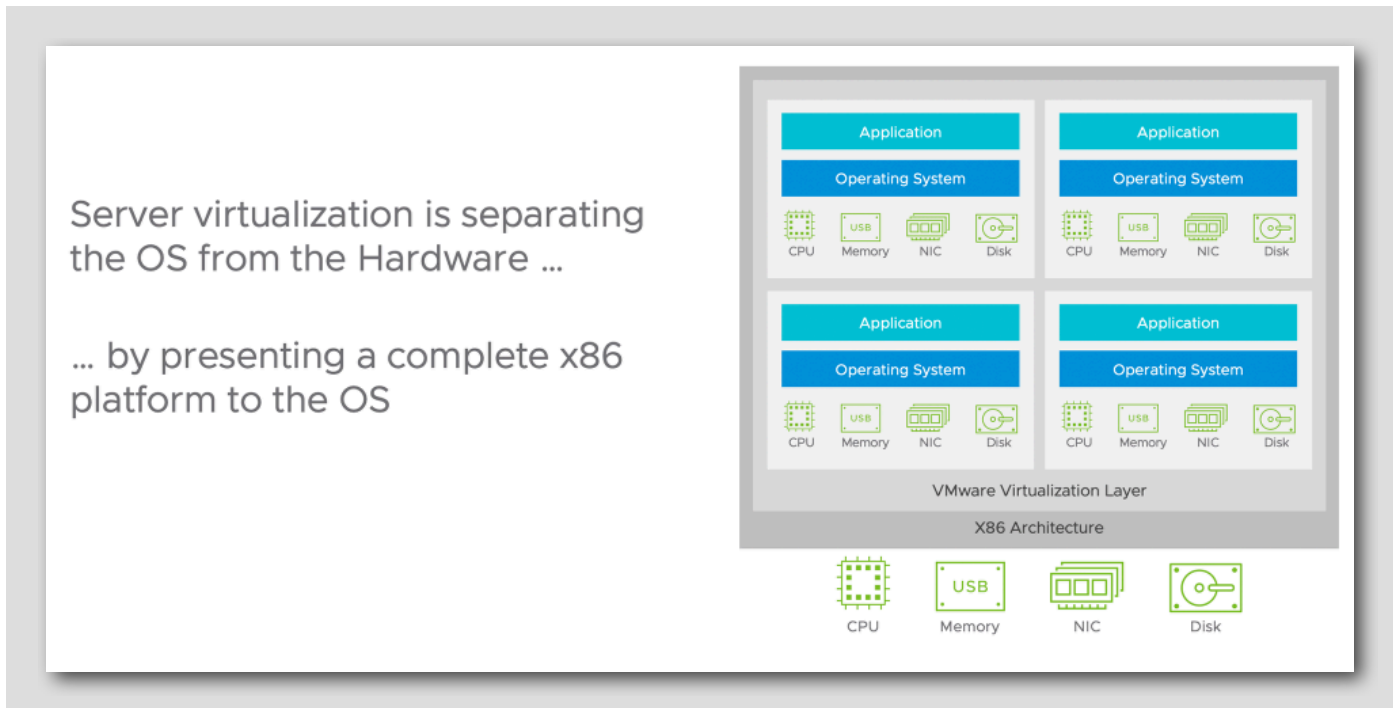 Server virtualization is separating
the OS from the Hardware ...
... by presenting a complete x86
platform to the OS
Application
Operating System
USB
CPU Memory NIC Disk
Application
Operating System
USB
CPU Memory NIC Disk
Application
Operating System
USB
CPU Memory NIC Disk
Application
Operating System
USB
CPU Memory NIC Disk
VMware Virtualization Layer
X86 Architecture
USB
CPU Memory NIC Disk